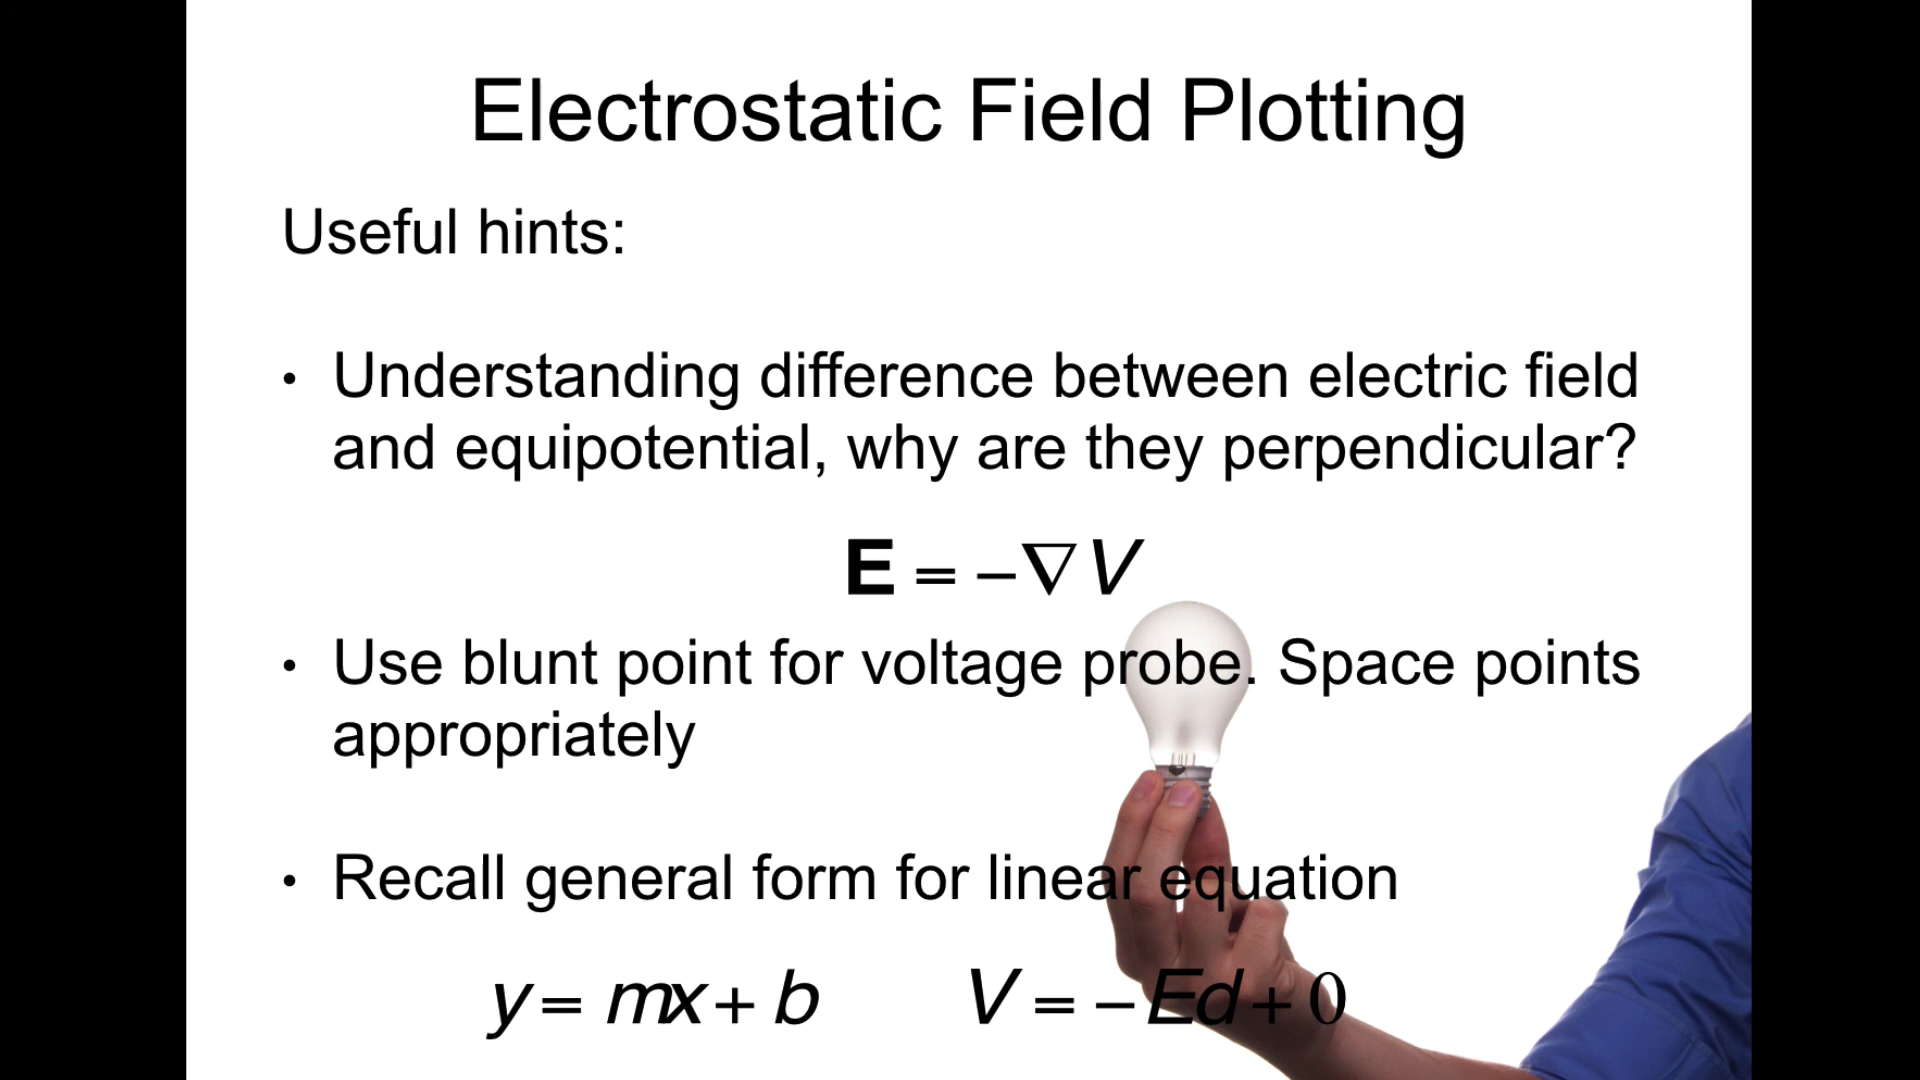 Electrostatic Field Plotting
Useful hints:
• Understanding difference between electric field
and equipotential, why are they perpendicular?
E = −∇V
• Use blunt point for voltage probe. Space points
appropriately
• Recall general form for linear equation
y = mx + b V = −Ed + 0